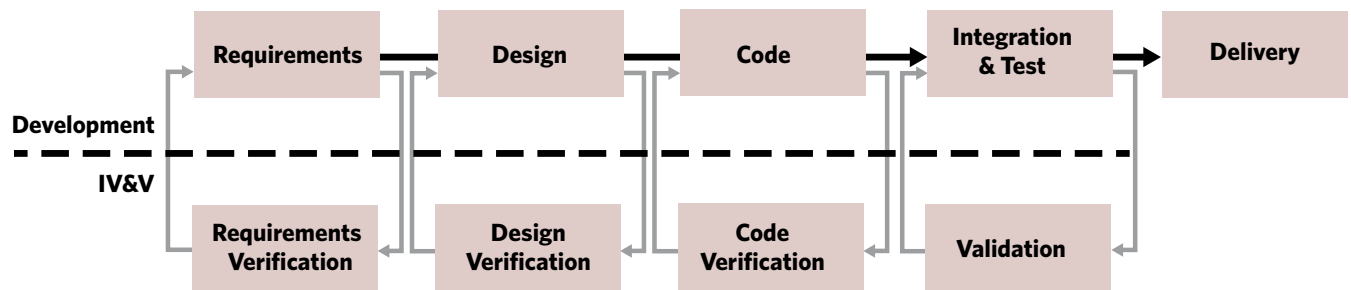 Requirements
Design
Code
Integration
& Test
Delivery
Development
IV&V
Requirements
Verification
Design
Verification
Code
Verification
Validation